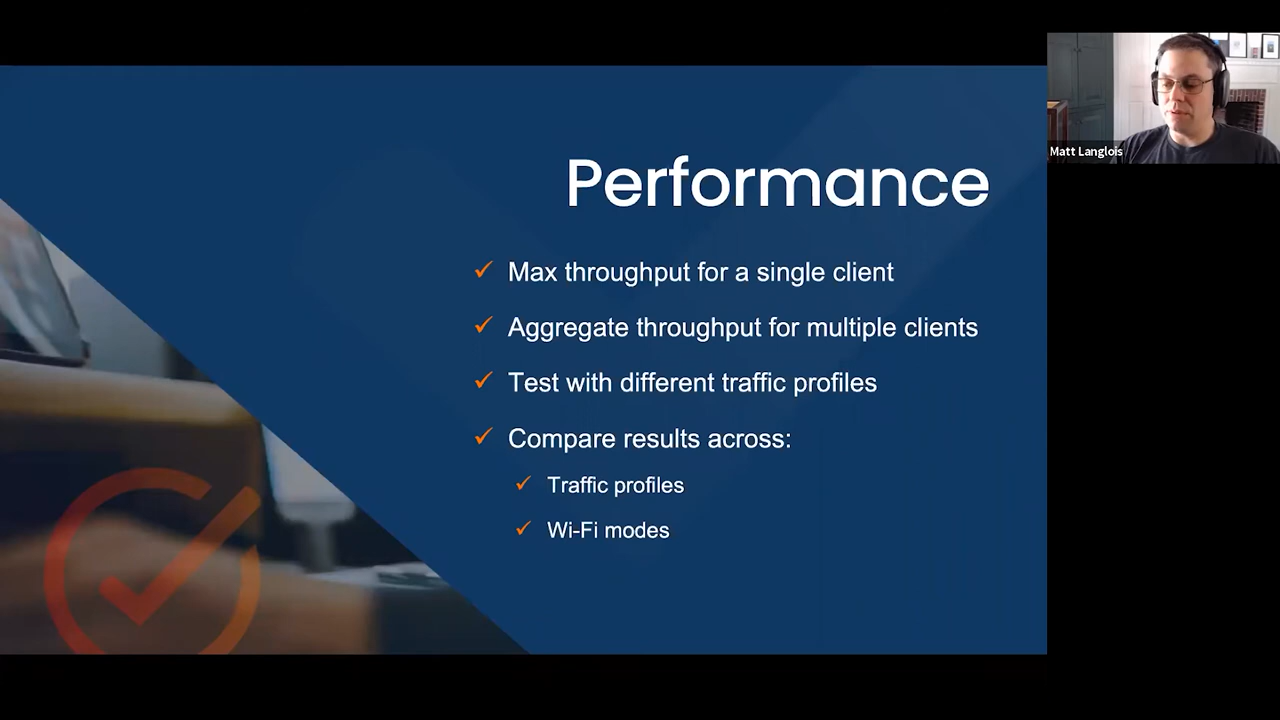 Performance
Max throughput for a single client
Aggregate throughput for multiple clients
Test with different traffic profiles
Compare results across:
Traffic profiles
Wi-Fi modes
Matt Langlois